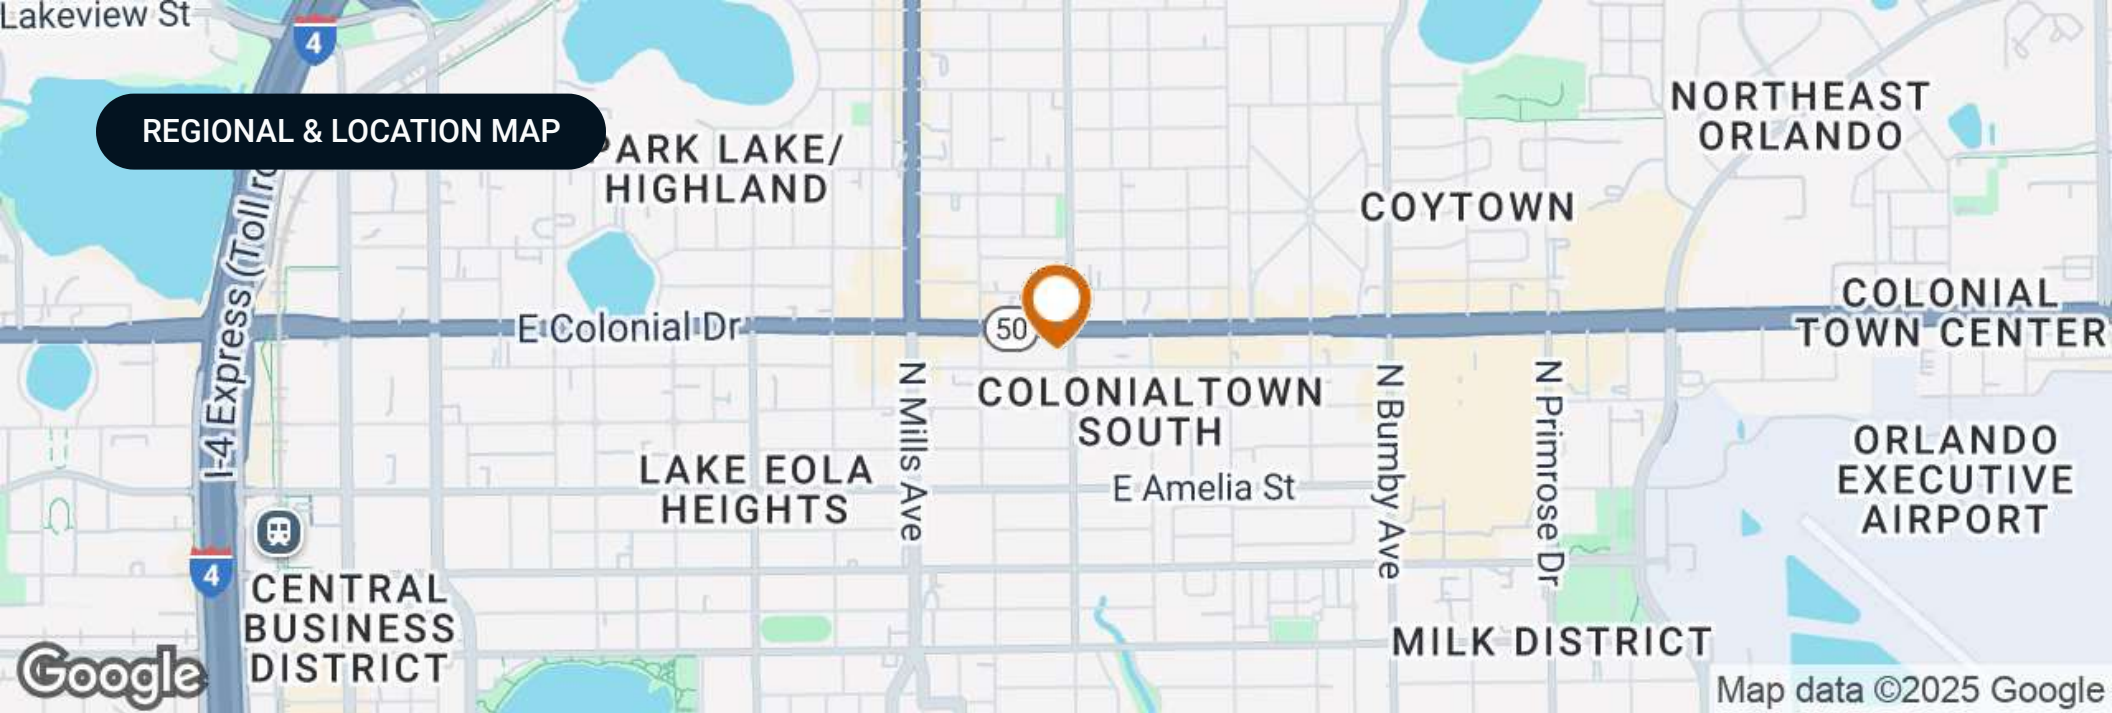 Lakeview St
4
REGIONAL & LOCATION MAP
PARK LAKE/
HIGHLAND
NORTHEAST
ORLANDO
COYTOWN
I-4 Express (Toll
E Colonial Dr
50
COLONIAL
TOWN CENTER
COLONIALTOWN
SOUTH
N Mills Ave
N Bumby Ave
N Primrose Dr
LAKE EOLA
HEIGHTS
E Amelia St
ORLANDO
EXECUTIVE
AIRPORT
4
CENTRAL
BUSINESS
DISTRICT
MILK DISTRICT
Google
Map data ©2025 Google